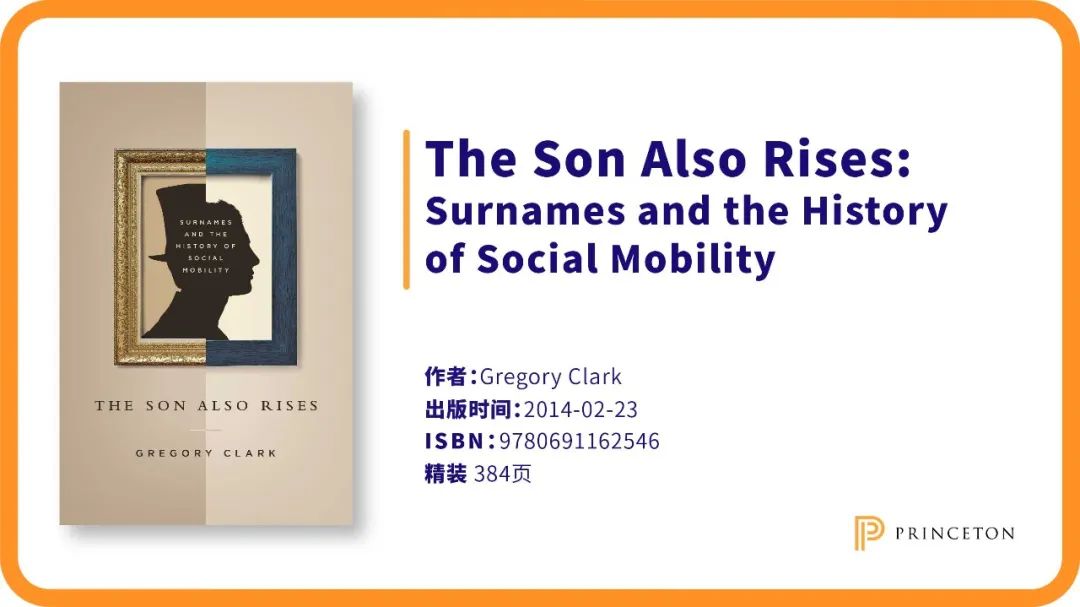 SURNAMES
AND THE
HISTORY OF
SOCIAL
MOBILITY
THE SON ALSO RISES
GREGORY CLARK
The Son Also Rises:
Surnames and the History
of Social Mobility
作者：Gregory Clark
出版时间：2014-02-23
ISBN：9780691162546
精装 384页
PRINCETON